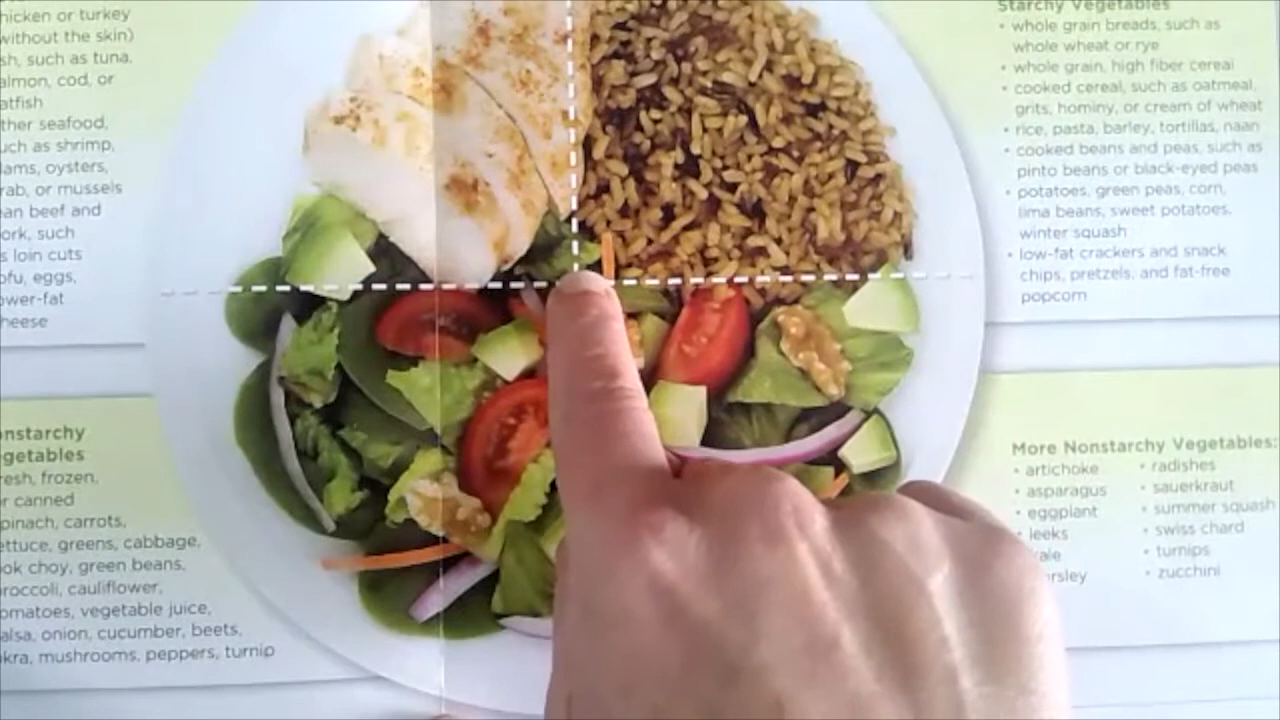 hicken or turkey
without the skin)
sh, such as tuna,
almon, cod, or
atfish
ther seafood,
uch as shrimp,
lams, oysters,
rab, or mussels
ean beef and
ork, such
s loin cuts
ofu, eggs,
ower-fat
heese
Starchy Vegetables
• whole grain breads, such as
whole wheat or rye
• whole grain, high fiber cereal
• cooked cereal, such as oatmeal,
grits, hominy, or cream of wheat
• rice, pasta, barley, tortillas, naan
• cooked beans and peas, such as
pinto beans or black-eyed peas
• potatoes, green peas, corn,
lima beans, sweet potatoes,
winter squash
• low-fat crackers and snack
chips, pretzels, and fat-free
popcorn
onstarchy
egetables
resh, frozen,
or canned
pinach, carrots,
ettuce, greens, cabbage,
ok choy, green beans,
roccoli, cauliflower,
omatoes, vegetable juice,
alsa, onion, cucumber, beets,
kra, mushrooms, peppers, turnip
More Nonstarchy Vegetables:
• artichoke
• asparagus
• eggplant
• leeks
ale
rsley
• radishes
• sauerkraut
• summer squash
• swiss chard
• turnips
• zucchini